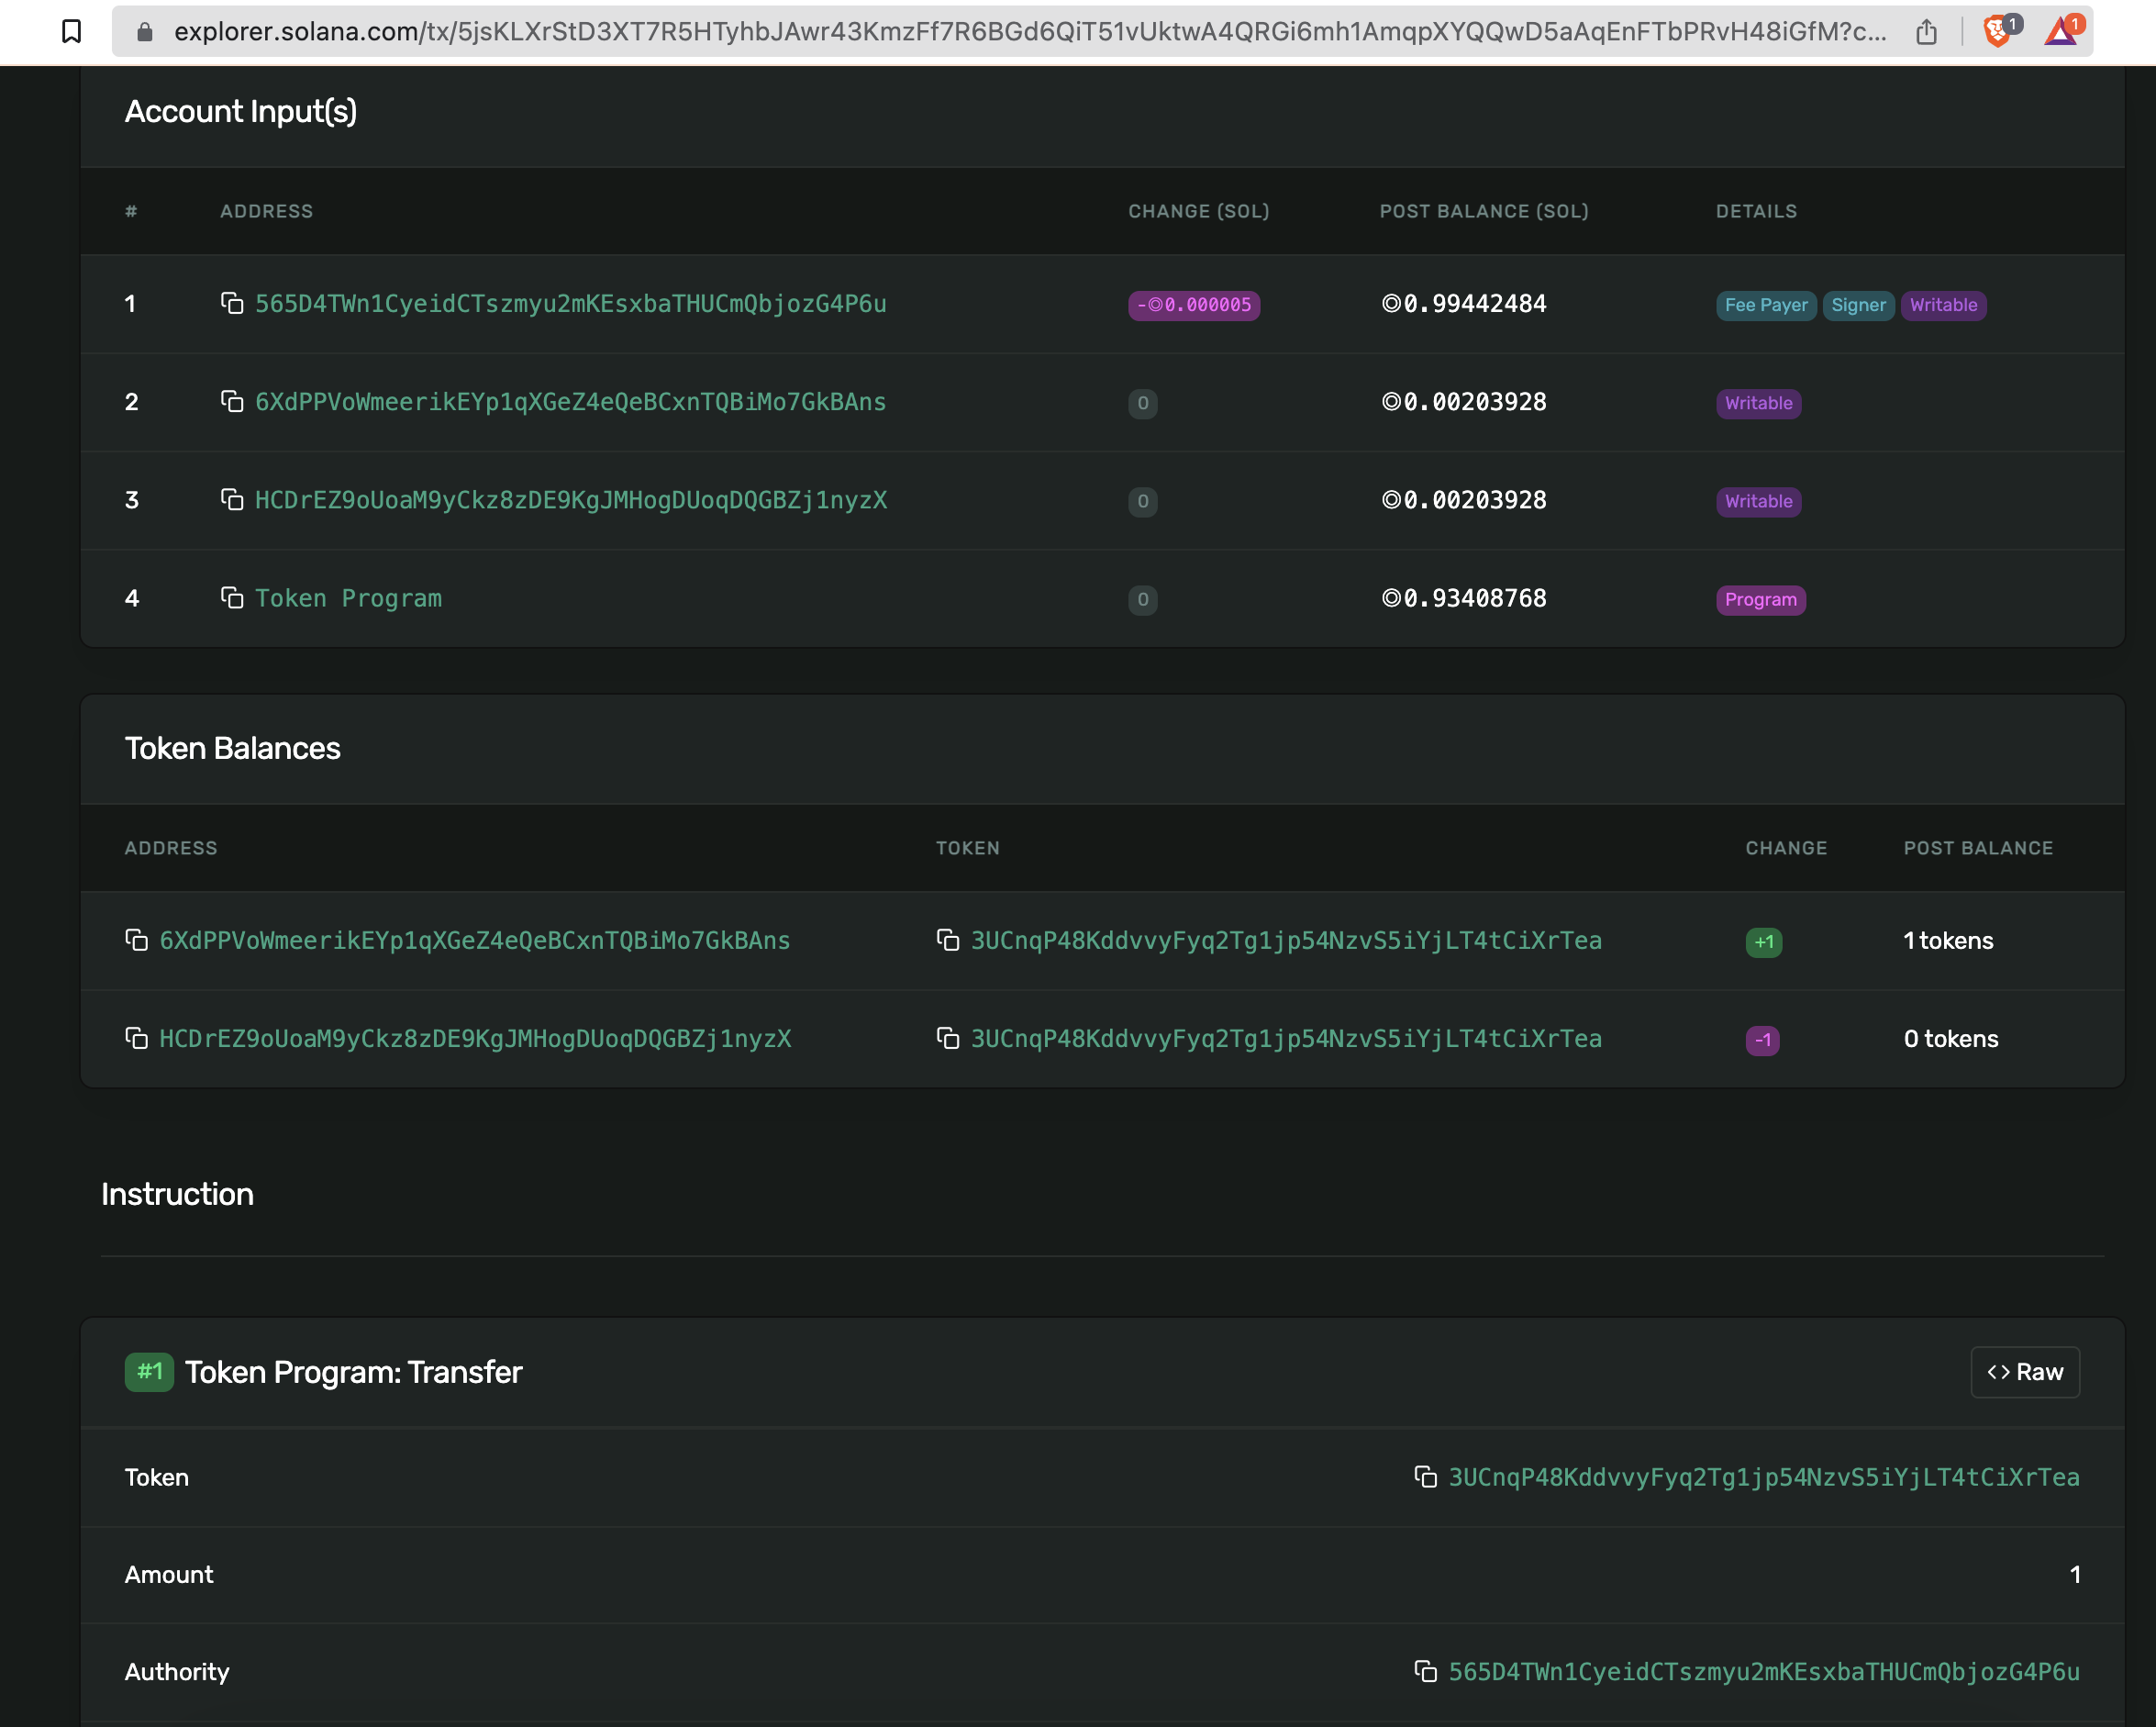 explorer.solana.com/tx/5jsKLXrStD3XT7R5HTyhbJAwr43KmzFf7R6BGd6QiT51vUktwA4QRGi6mh1AmqpXYQQwD5aAqEnFTbPRvH48iGfM?c... 1 1
Account Input(s)
# ADDRESS CHANGE (SOL) POST BALANCE (SOL) DETAILS
1 565D4TWn1CyeidCTszmyu2mKEsxbaTHUCmQbjozG4P6u -◎0.000005 ◎0.99442484 Fee Payer Signer Writable
2 6XdPPVoWmeerikEYp1qXGeZ4eQeBCxnTQBiMo7GkBAns 0 ◎0.00203928 Writable
3 HCDrEZ9oUoaM9yCkz8zDE9KgJMHogDUoqDQGBZj1nyzX 0 ◎0.00203928 Writable
4 Token Program 0 ◎0.93408768 Program
Token Balances
ADDRESS TOKEN CHANGE POST BALANCE
6XdPPVoWmeerikEYp1qXGeZ4eQeBCxnTQBiMo7GkBAns 3UCnqP48KddvvyFyq2Tg1jp54NzvS5iYjLT4tCiXrTea +1 1 tokens
HCDrEZ9oUoaM9yCkz8zDE9KgJMHogDUoqDQGBZj1nyzX 3UCnqP48KddvvyFyq2Tg1jp54NzvS5iYjLT4tCiXrTea -1 0 tokens
Instruction
#1 Token Program: Transfer <> Raw
Token 3UCnqP48KddvvyFyq2Tg1jp54NzvS5iYjLT4tCiXrTea
Amount 1
Authority 565D4TWn1CyeidCTszmyu2mKEsxbaTHUCmQbjozG4P6u